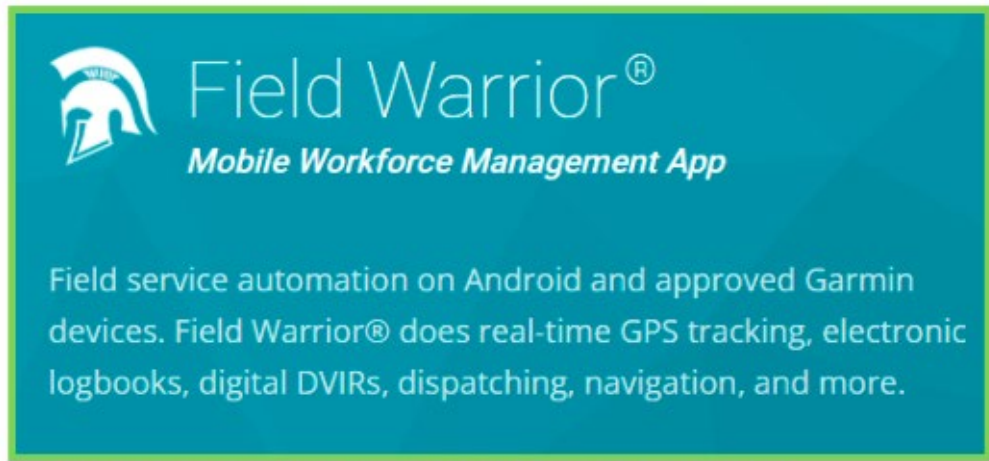 Field Warrior®
Mobile Workforce Management App
Field service automation on Android and approved Garmin
devices. Field Warrior® does real-time GPS tracking, electronic
logbooks, digital DVIRs, dispatching, navigation, and more.